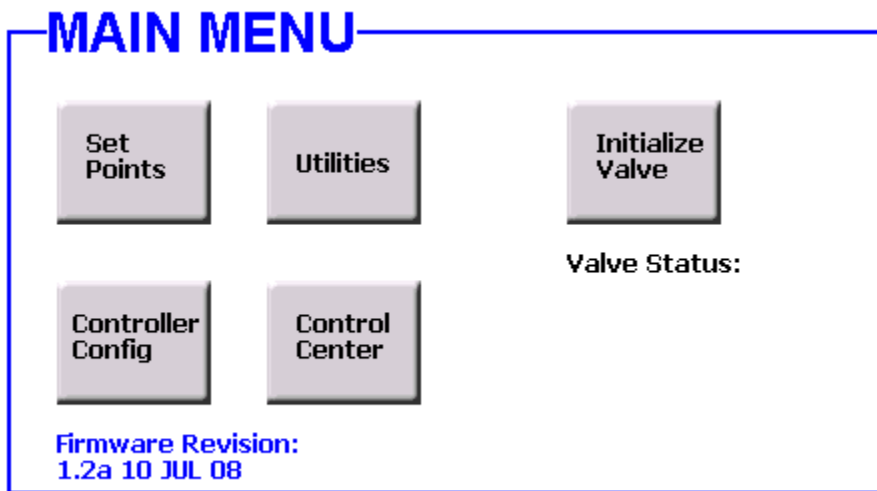 MAIN MENU
Set
Points
Utilities
Initialize
Valve
Valve Status:
Controller
Config
Control
Center
Firmware Revision:
1.2a 10 JUL 08